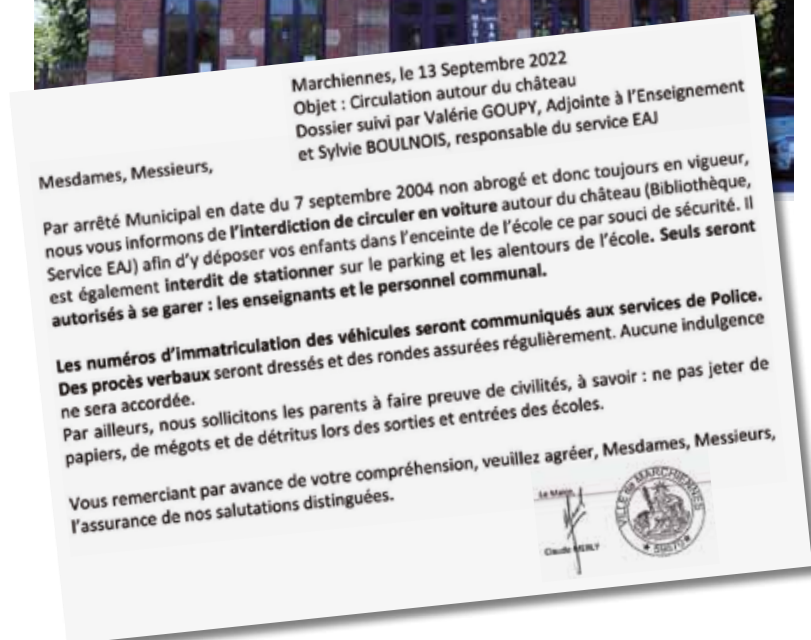 Marchiennes, le 13 Septembre 2022
Objet : Circulation autour du château
Dossier suivi par Valérie GOUPY, Adjointe à l'Enseignement
et Sylvie BOULNOIS, responsable du service EAJ
Mesdames, Messieurs,
Par arrêté Municipal en date du 7 septembre 2004 non abrogé et donc toujours en vigueur,
nous vous informons de l'interdiction de circuler en voiture autour du château (Bibliothèque,
Service EAJ) afin d'y déposer vos enfants dans l'enceinte de l'école ce par souci de sécurité. Il
est également interdit de stationner sur le parking et les alentours de l'école. Seuls seront
autorisés à se garer : les enseignants et le personnel communal.
Les numéros d'immatriculation des véhicules seront communiqués aux services de Police.
Des procès verbaux seront dressés et des rondes assurées régulièrement. Aucune indulgence
ne sera accordée.
Par ailleurs, nous sollicitons les parents à faire preuve de civilités, à savoir : ne pas jeter de
papiers, de mégots et de détritus lors des sorties et entrées des écoles.
Vous remerciant par avance de votre compréhension, veuillez agréer, Mesdames, Messieurs,
l'assurance de nos salutations distinguées.
Le Maire
Claude MERLY
VILLE de MARCHIENNES
59870